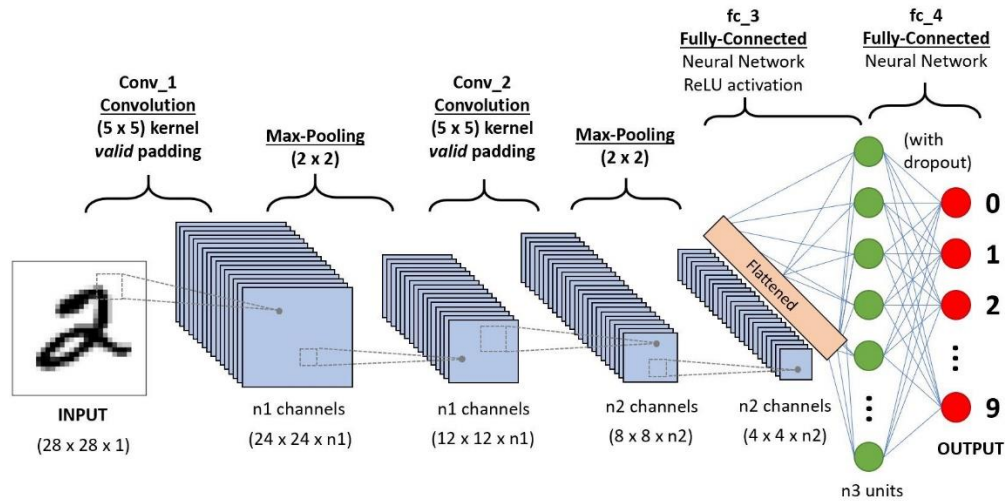 fc_3
Fully-Connected
Neural Network
ReLU activation
fc_4
Fully-Connected
Neural Network
Conv_1
Convolution
(5 x 5) kernel
valid padding
Max-Pooling
(2 x 2)
Conv_2
Convolution
(5 x 5) kernel
valid padding
Max-Pooling
(2 x 2)
(with
dropout)
Flattened
0
1
2
9
INPUT
(28 x 28 x 1)
n1 channels
(24 x 24 x n1)
n1 channels
(12 x 12 x n1)
n2 channels
(8 x 8 x n2)
n2 channels
(4 x 4 x n2)
OUTPUT
n3 units
2